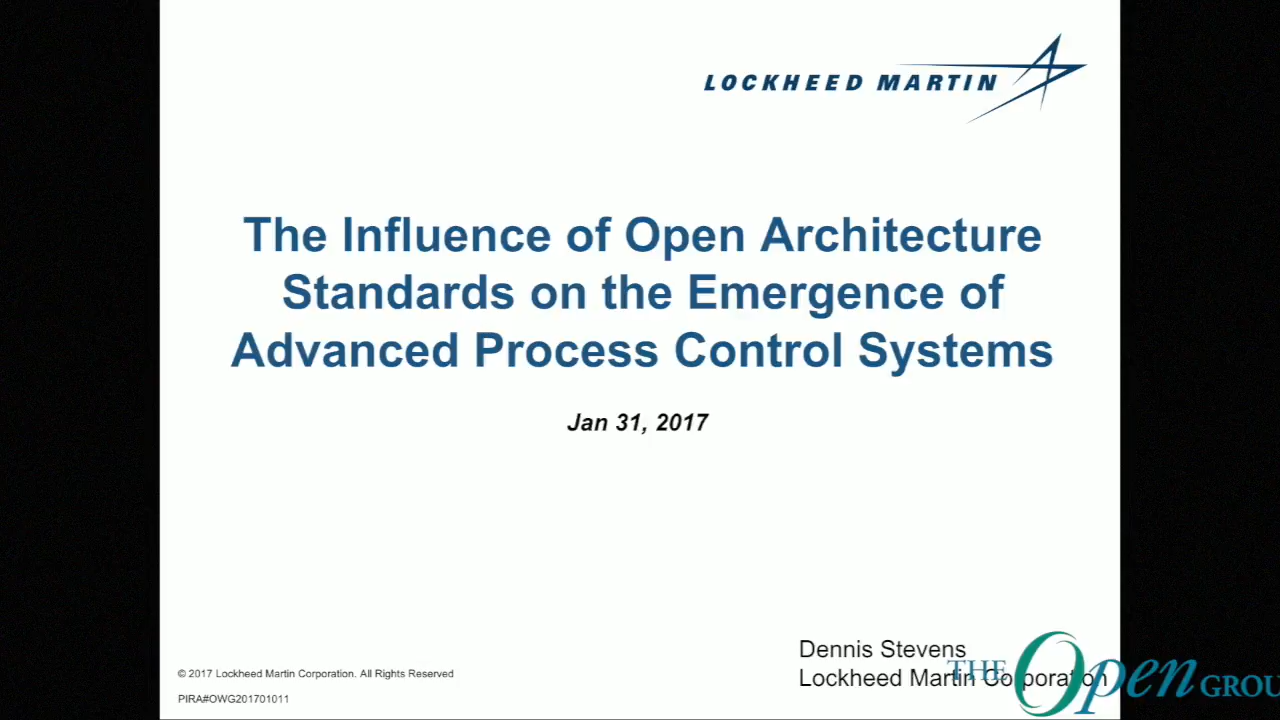 LOCKHEED MARTIN
The Influence of Open Architecture
Standards on the Emergence of
Advanced Process Control Systems
Jan 31, 2017
Dennis Stevens
Lockheed Martin Corporation
© 2017 Lockheed Martin Corporation. All Rights Reserved
PIRA#OWG201701011
THE Open GROU